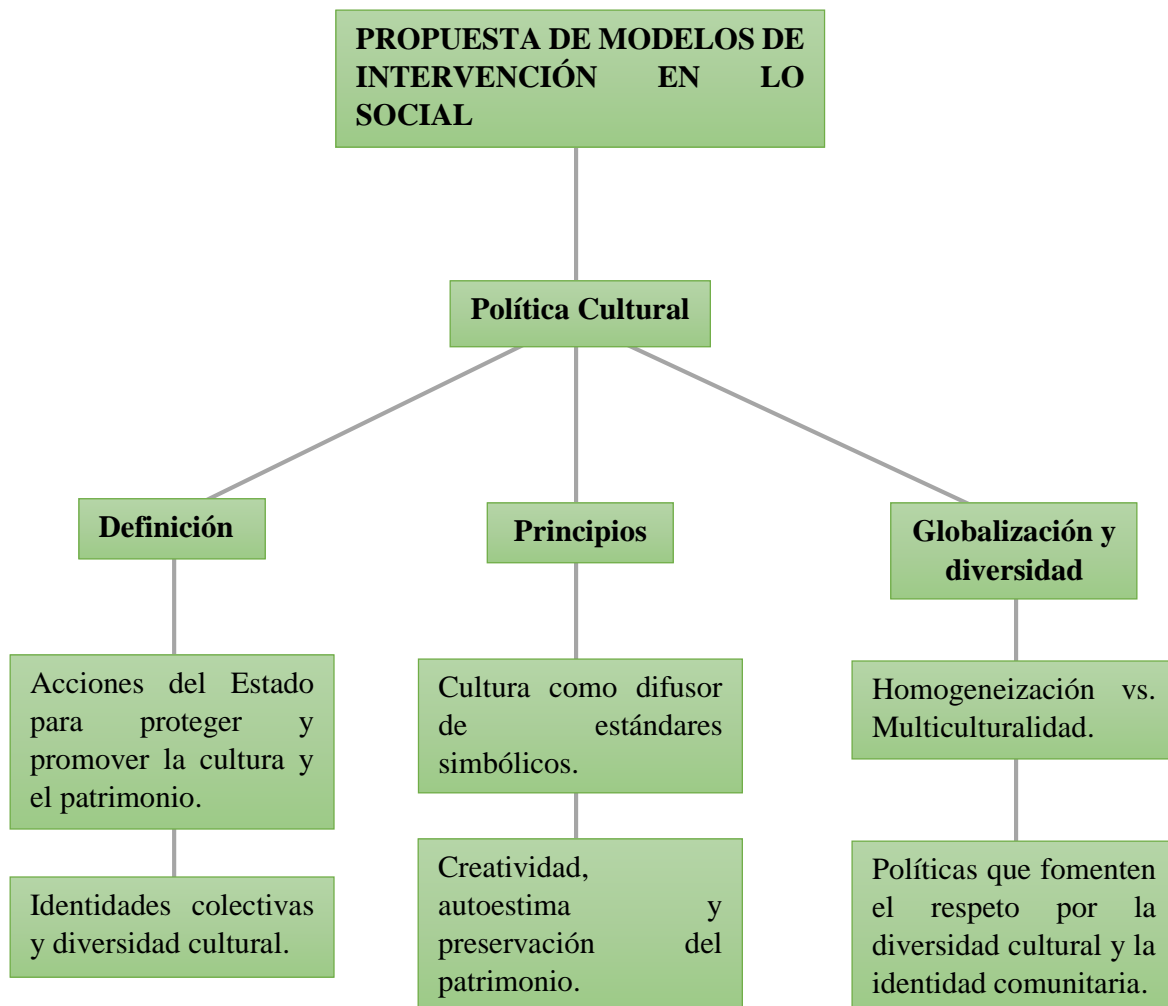 PROPUESTA DE MODELOS DE
INTERVENCIÓN EN LO
SOCIAL
Política Cultural
Definición
Principios
Globalización y
diversidad
Acciones del Estado
para proteger y
promover la cultura y
el patrimonio.
Cultura como difusor
de estándares
simbólicos.
Homogeneización vs.
Multiculturalidad.
Identidades colectivas
y diversidad cultural.
Creatividad,
autoestima y
preservación del
patrimonio.
Políticas que fomenten
el respeto por la
diversidad cultural y la
identidad comunitaria.